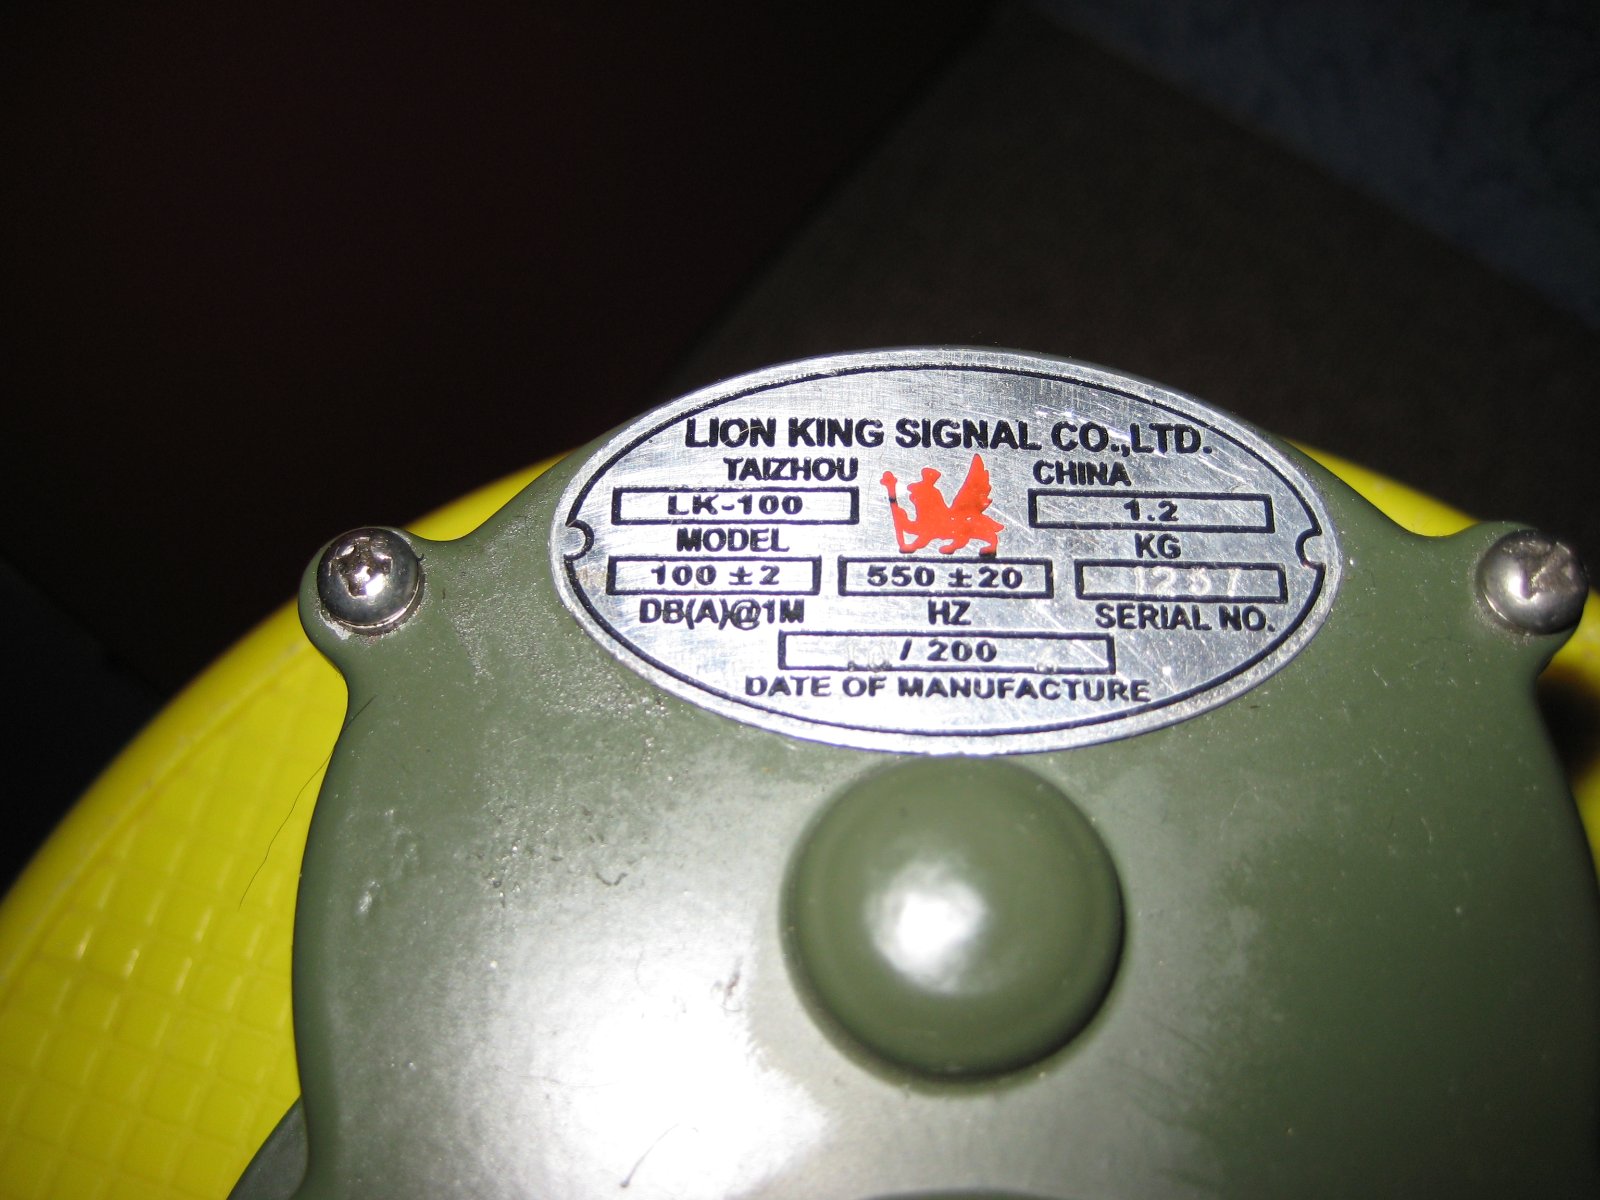 LION KING SIGNAL CO.,LTD.
TAIZHOU CHINA
LK-100 1.2
MODEL KG
100 ±2 550 ±20
DB(A)@1M HZ SERIAL NO.
/ 200
DATE OF MANUFACTURE